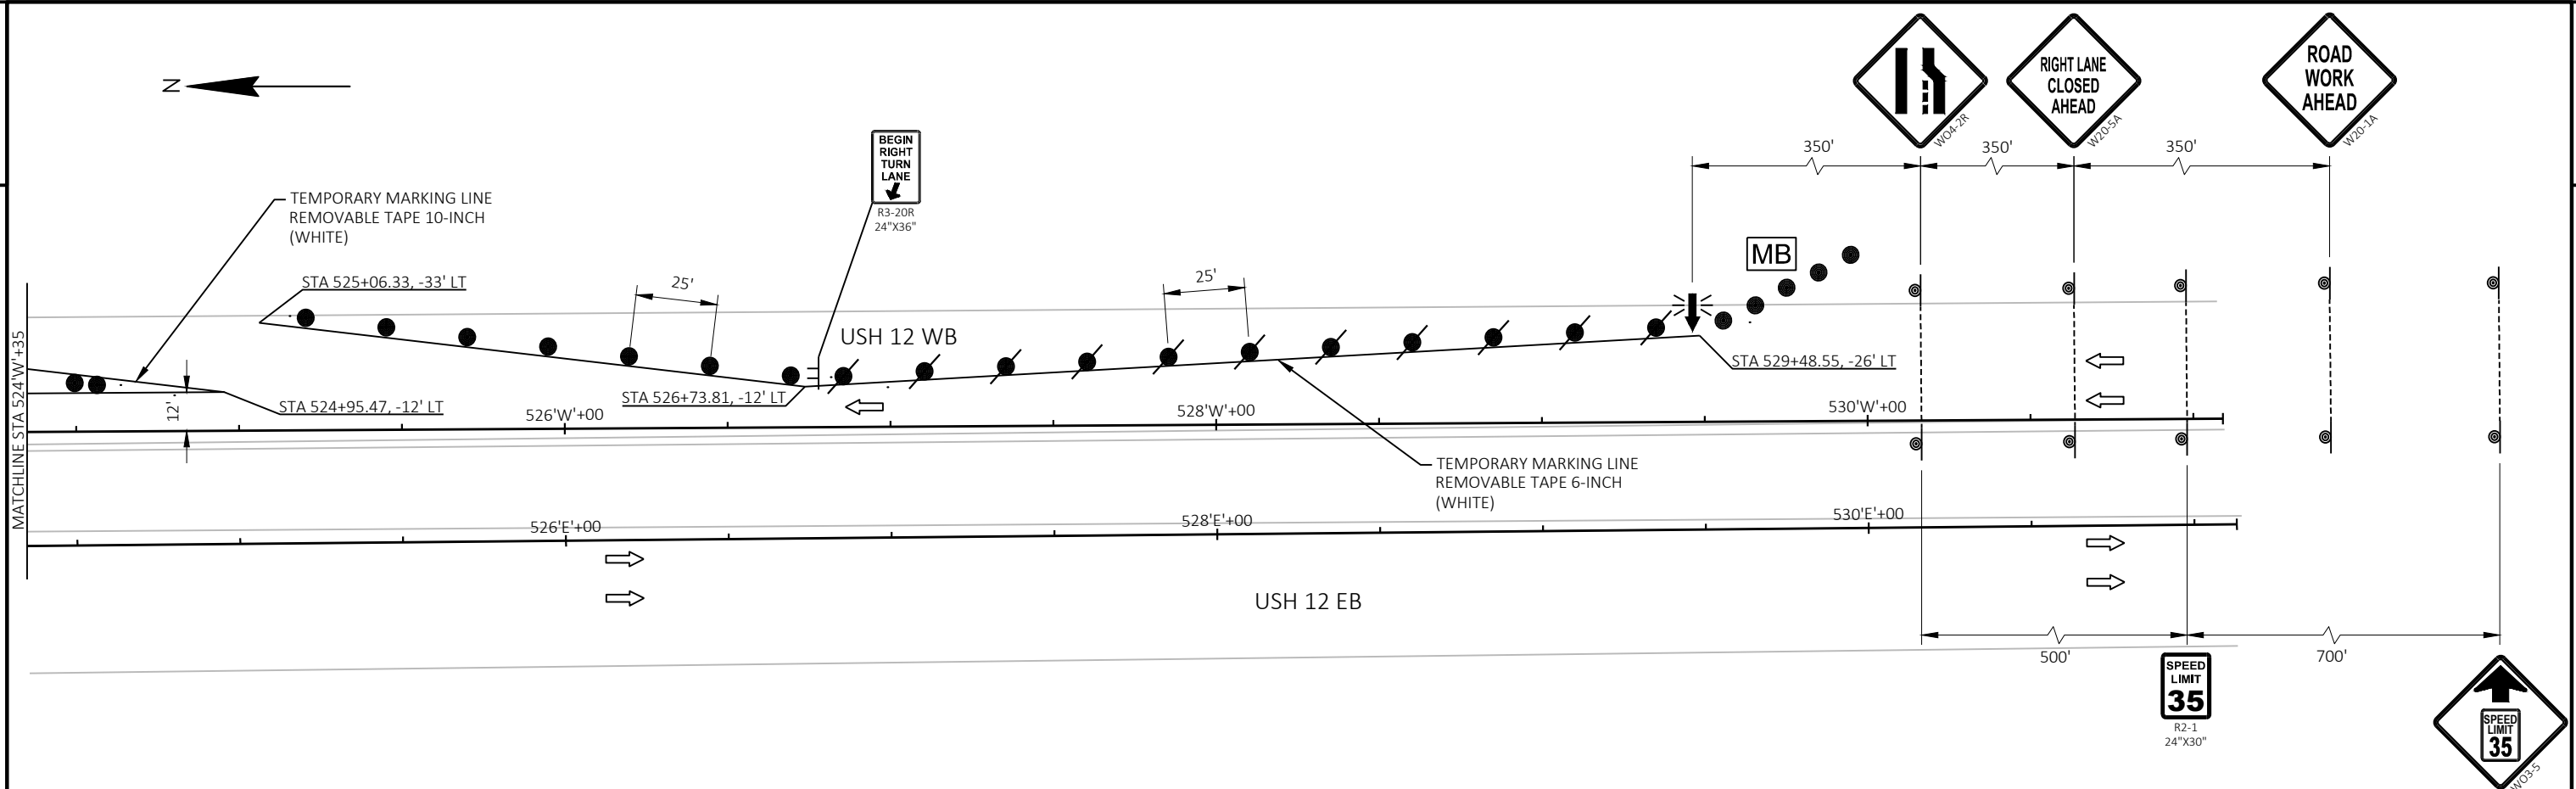 N
BEGIN
RIGHT
TURN
LANE
R3-20R
24"X36"
WO4-2R
RIGHT LANE
CLOSED
AHEAD
W20-5A
ROAD
WORK
AHEAD
W20-1A
350'
350'
350'
TEMPORARY MARKING LINE
REMOVABLE TAPE 10-INCH
(WHITE)
STA 525+06.33, -33' LT
25'
25'
MB
USH 12 WB
MATCHLINE STA 524'W'+35
STA 529+48.55, -26' LT
STA 526+73.81, -12' LT
STA 524+95.47, -12' LT
12'
526'W'+00
528'W'+00
530'W'+00
TEMPORARY MARKING LINE
REMOVABLE TAPE 6-INCH
(WHITE)
526'E'+00
528'E'+00
530'E'+00
USH 12 EB
500'
700'
SPEED
LIMIT
35
R2-1
24"X30"
SPEED
LIMIT
35
WO3-5